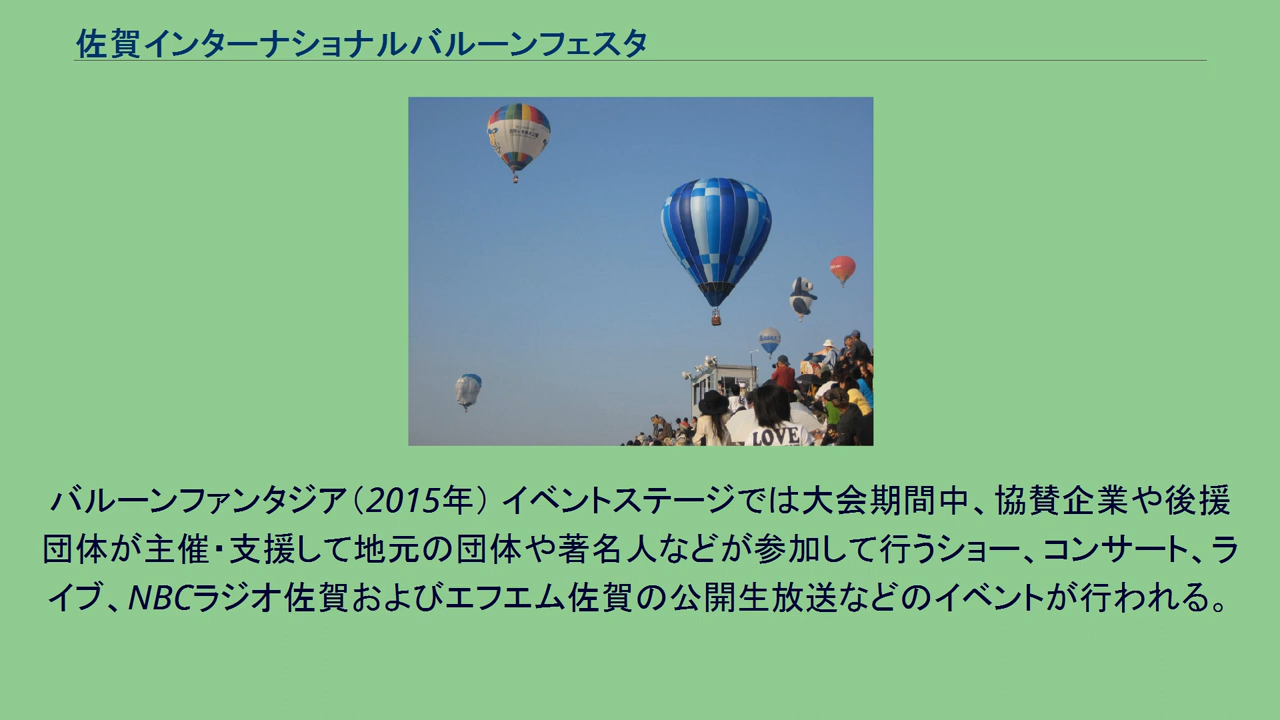 佐賀インターナショナルバルーンフェスタ
LOVE
バルーンファンタジア（2015年） イベントステージでは大会期間中、協賛企業や後援
団体が主催・支援して地元の団体や著名人などが参加して行うショー、コンサート、ラ
イブ、NBCラジオ佐賀およびエフエム佐賀の公開生放送などのイベントが行われる。